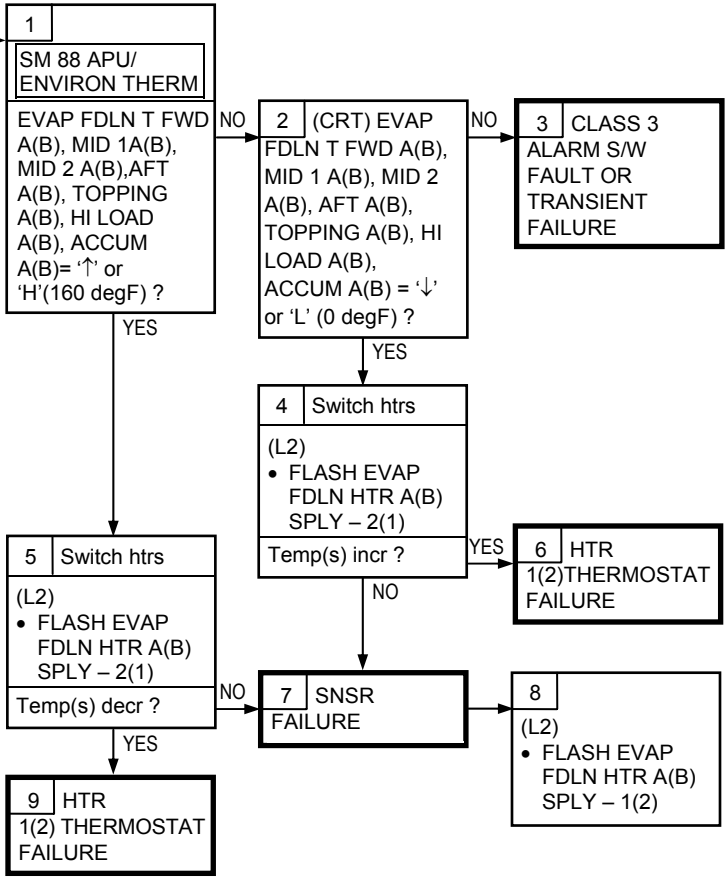 1
SM 88 APU/
ENVIRON THERM
EVAP FDLN T FWD
A(B), MID 1A(B),
MID 2 A(B),AFT
A(B), TOPPING
A(B), HI LOAD
A(B), ACCUM
A(B)= ‘↑’ or
‘H’(160 degF) ?
NO
YES
2 (CRT) EVAP
FDLN T FWD A(B),
MID 1 A(B), MID 2
A(B), AFT A(B),
TOPPING A(B), HI
LOAD A(B),
ACCUM A(B) = ‘↓’
or ‘L’ (0 degF) ?
NO
YES
3 CLASS 3
ALARM S/W
FAULT OR
TRANSIENT
FAILURE
4 Switch htrs
(L2)
• FLASH EVAP
FDLN HTR A(B)
SPLY – 2(1)
Temp(s) incr ?
YES
NO
5 Switch htrs
(L2)
• FLASH EVAP
FDLN HTR A(B)
SPLY – 2(1)
Temp(s) decr ?
NO
YES
6 HTR
1(2)THERMOSTAT
FAILURE
7 SNSR
FAILURE
8
(L2)
• FLASH EVAP
FDLN HTR A(B)
SPLY – 1(2)
9 HTR
1(2) THERMOSTAT
FAILURE